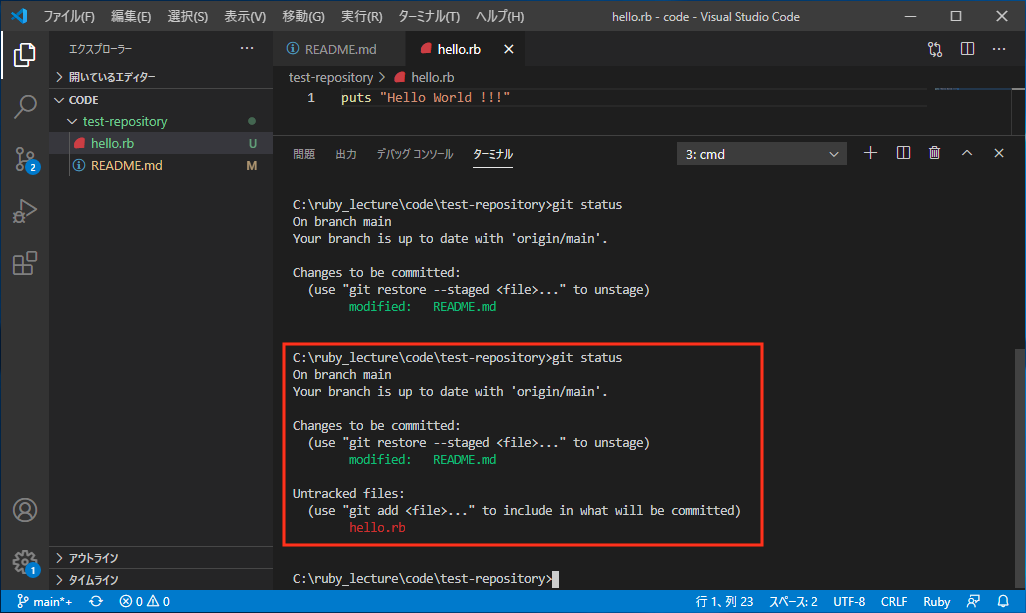 ファイル(F) 編集(E) 選択(S) 表示(V) 移動(G) 実行(R) ターミナル(T) ヘルプ(H) hello.rb - code - Visual Studio Code
エクスプローラー ...
開いているエディター
CODE
test-repository
hello.rb U
README.md M
アウトライン
タイムライン
2
1
README.md hello.rb
test-repository > hello.rb
1 puts "Hello World !!!"
問題 出力 デバッグ コンソール ターミナル 3: cmd
C:\ruby_lecture\code\test-repository>git status
On branch main
Your branch is up to date with 'origin/main'.
Changes to be committed:
(use "git restore --staged <file>..." to unstage)
modified: README.md
C:\ruby_lecture\code\test-repository>git status
On branch main
Your branch is up to date with 'origin/main'.
Changes to be committed:
(use "git restore --staged <file>..." to unstage)
modified: README.md
Untracked files:
(use "git add <file>..." to include in what will be committed)
hello.rb
C:\ruby_lecture\code\test-repository>
main*+ 0 0 行 1、列 23 スペース: 2 UTF-8 CRLF Ruby